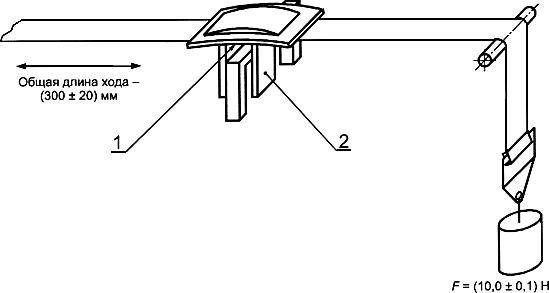 Общая длина хода –
(300 ± 20) мм
1
2
F = (10,0 ± 0,1) Н